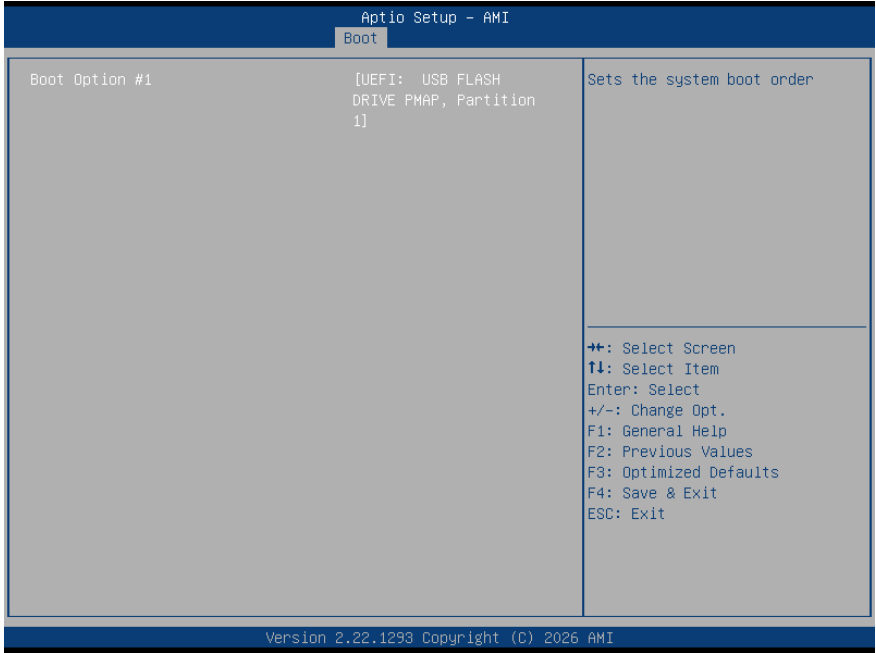 Aptio Setup – AMI
Boot
Boot Option #1
[UEFI:  USB FLASH
DRIVE PMAP, Partition
1]
Sets the system boot order
→←: Select Screen
↑↓: Select Item
Enter: Select
+/-: Change Opt.
F1: General Help
F2: Previous Values
F3: Optimized Defaults
F4: Save & Exit
ESC: Exit
Version 2.22.1293 Copyright (C) 2026 AMI